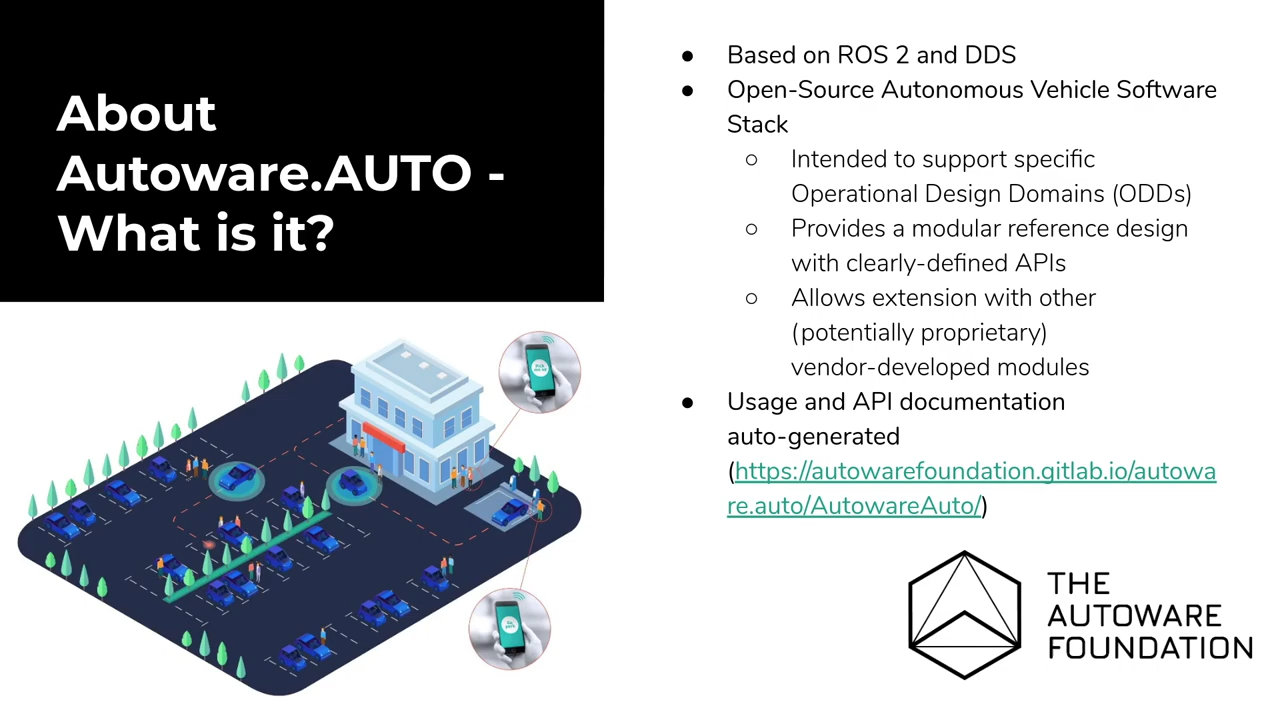 About
Autoware.AUTO -
What is it?
● Based on ROS 2 and DDS
● Open-Source Autonomous Vehicle Software
Stack
○ Intended to support specific
Operational Design Domains (ODDs)
○ Provides a modular reference design
with clearly-defined APIs
○ Allows extension with other
(potentially proprietary)
vendor-developed modules
● Usage and API documentation
auto-generated
(https://autowarefoundation.gitlab.io/autowa
re.auto/AutowareAuto/)
THE
AUTOWARE
FOUNDATION